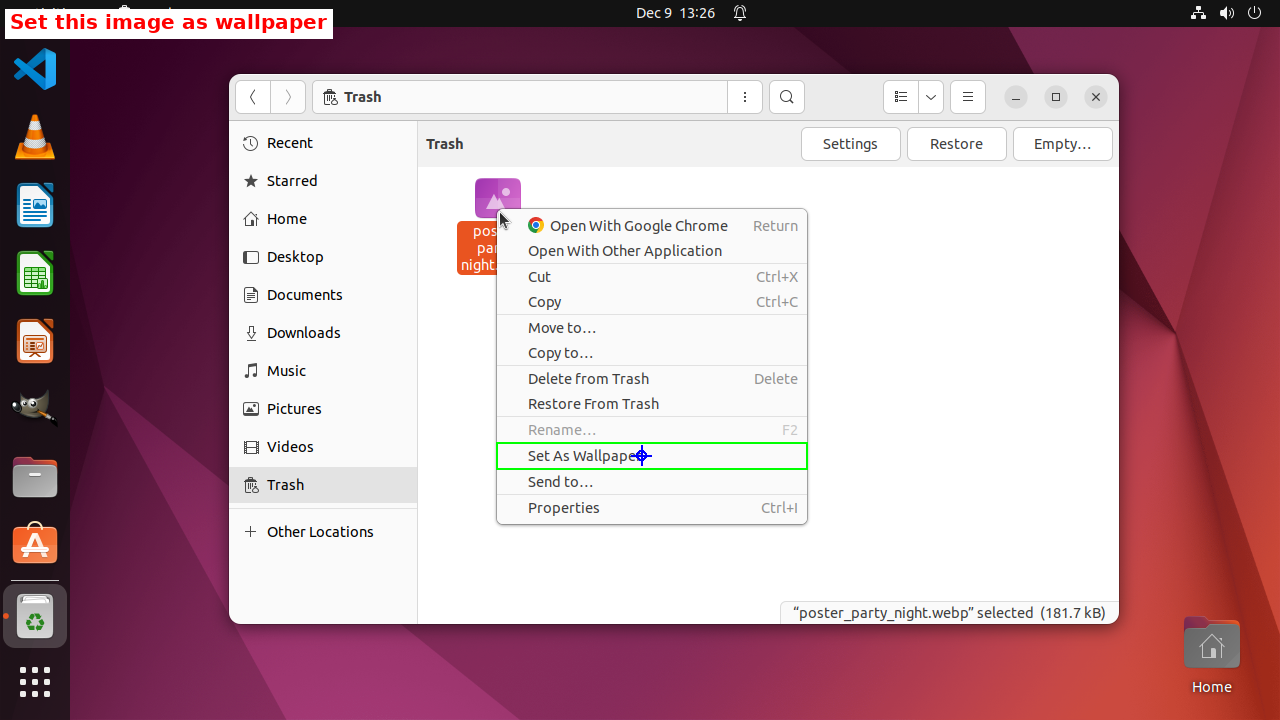 Set this image as wallpaper
Dec 9 13:26
Trash
Recent
Starred
Home
Desktop
Documents
Downloads
Music
Pictures
Videos
Trash
Other Locations
Trash
Settings
Restore
Empty…
Open With Google Chrome Return
Open With Other Application
Cut Ctrl+X
Copy Ctrl+C
Move to…
Copy to…
Delete from Trash Delete
Restore From Trash
Rename… F2
Set As Wallpaper
Send to…
Properties Ctrl+I
“poster_party_night.webp” selected (181.7 kB)
Home